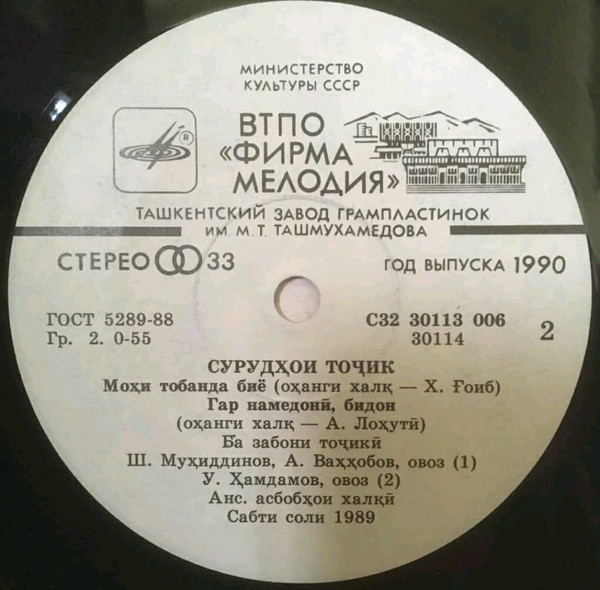 МИНИСТЕРСТВО
КУЛЬТУРЫ СССР
ВТПО
«ФИРМА
МЕЛОДИЯ»
ТАШКЕНТСКИЙ ЗАВОД ГРАМПЛАСТИНОК
ИМ. М. Т. ТАШМУХАМЕДОВА
СТЕРЕО 33
ГОД ВЫПУСКА 1990
ГОСТ 5289-88
Гр. 2. 0-55
С32 30113 006
30114
2
СУРУДҲОИ ТОҶИК
Моҳи тобанда биё (оҳанги халқ — Х. Ғоиб)
Гар намедонӣ, бидон
(оҳанги халқ — А. Лоҳутӣ)
Ба забони тоҷикӣ
Ш. Муҳиддинов, А. Ваҳҳобов, овоз (1)
У. Ҳамдамов, овоз (2)
Анс. асбобҳои халқӣ
Сабти соли 1989